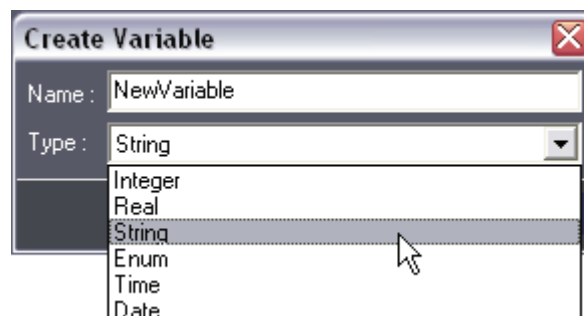 Create Variable
Name : NewVariable
Type : String
Integer
Real
String
Enum
Time
Date